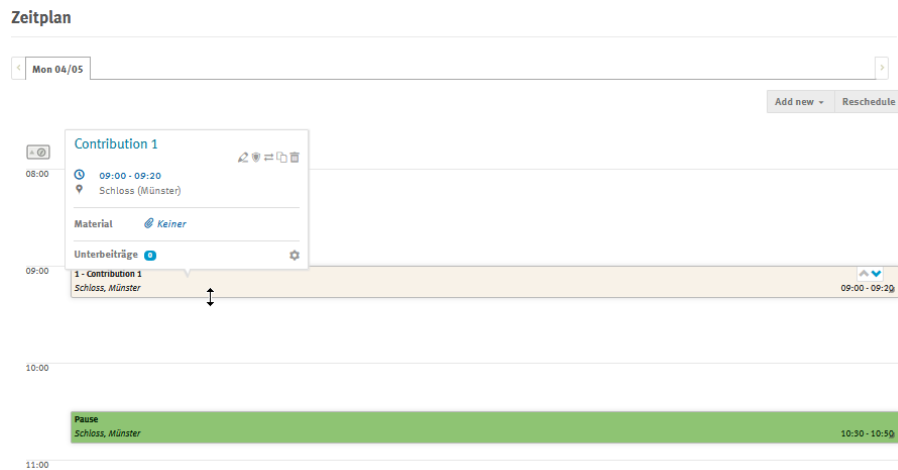 Zeitplan
Mon 04/05
Add new Reschedule
Contribution 1
08:00
09:00 - 09:20
Schloss (Münster)
Material Keiner
Unterbeiträge 0
09:00
1 - Contribution 1
Schloss, Münster 09:00 - 09:20
10:00
Pause
Schloss, Münster 10:30 - 10:50
11:00